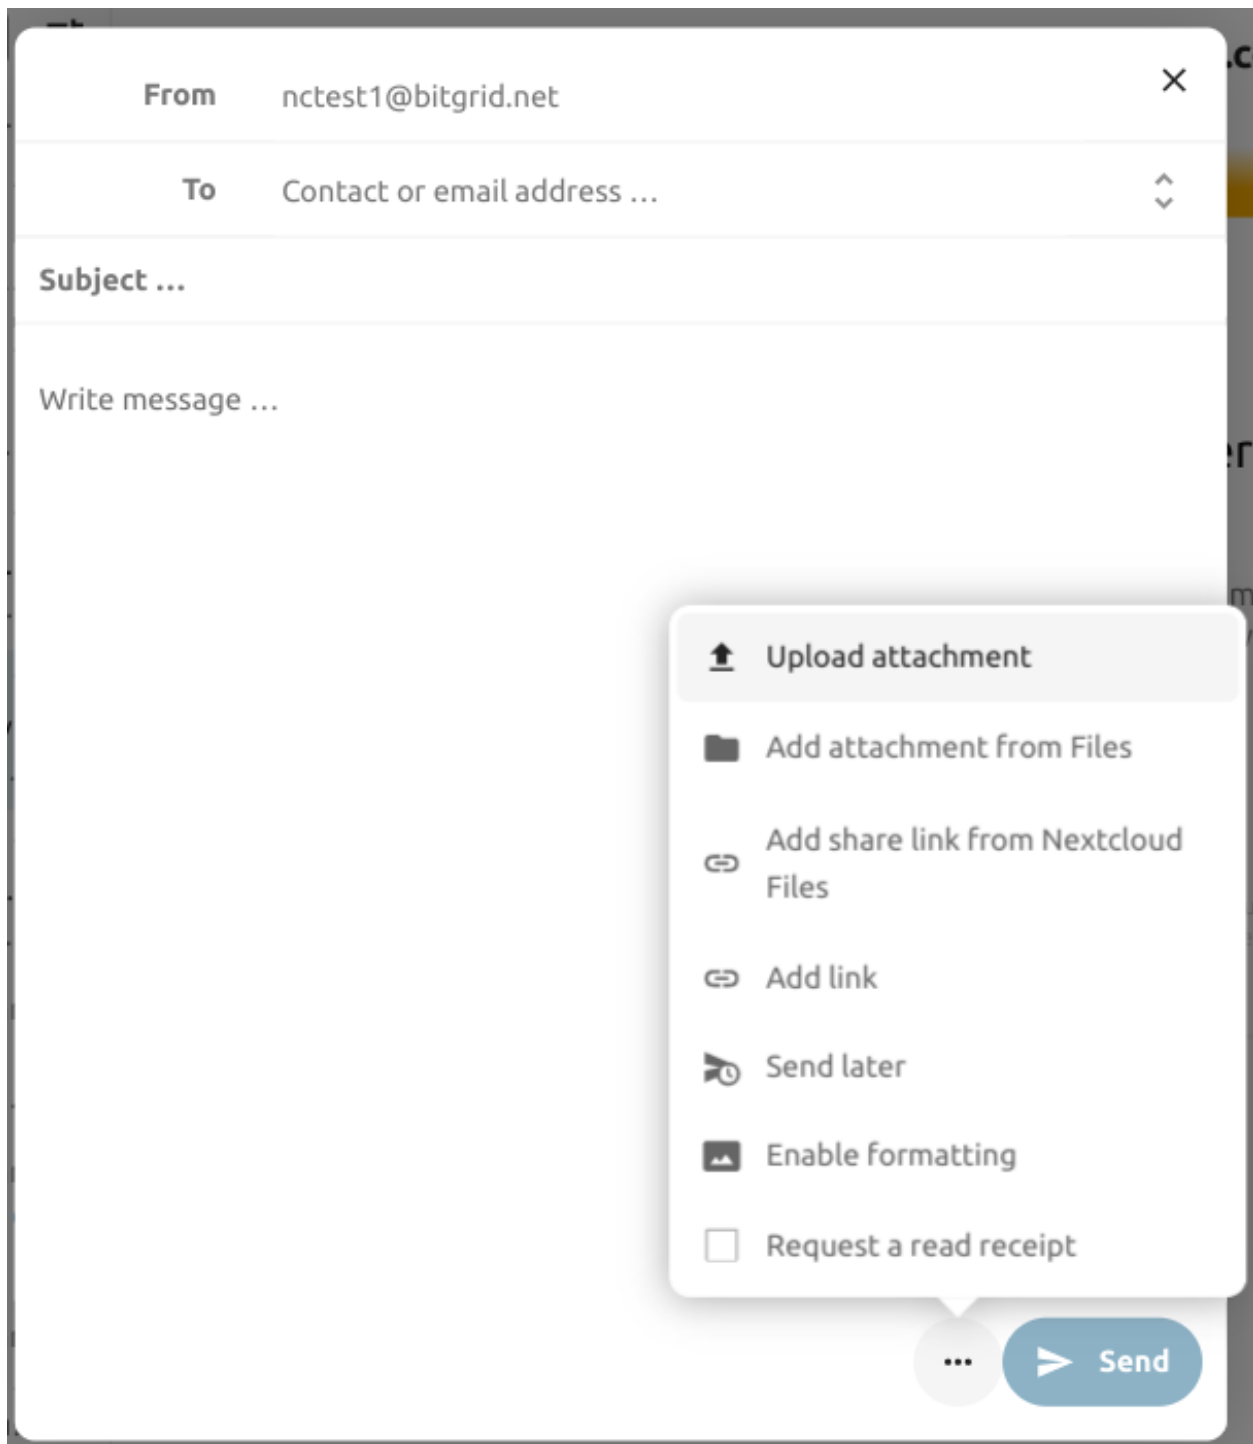 From nctest1@bitgrid.net
To Contact or email address …
Subject …
Write message …
Upload attachment
Add attachment from Files
Add share link from Nextcloud
Files
Add link
Send later
Enable formatting
Request a read receipt
Send